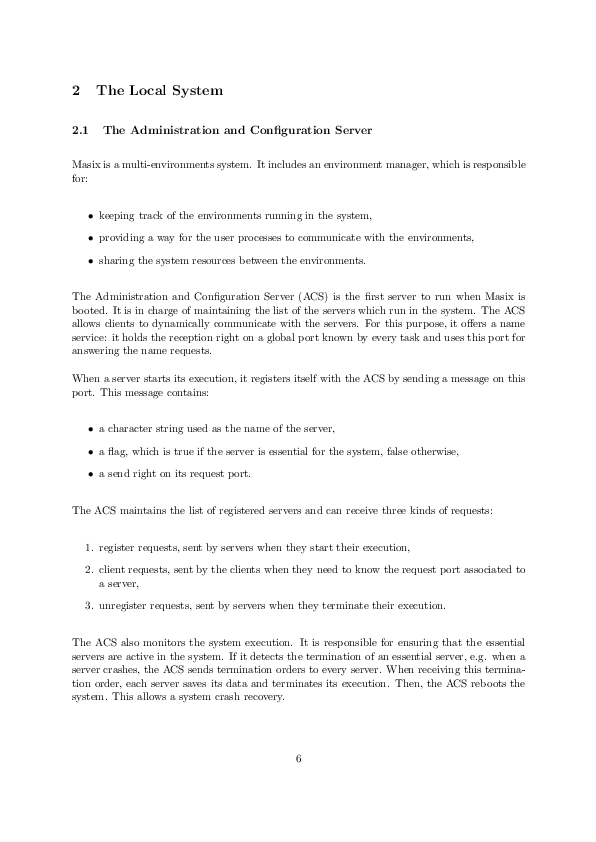 2 The Local System
2.1 The Administration and Configuration Server
Masix is a multi-environments system. It includes an environment manager, which is responsible
for:
• keeping track of the environments running in the system,
• providing a way for the user processes to communicate with the environments,
• sharing the system resources between the environments.
The Administration and Configuration Server (ACS) is the first server to run when Masix is
booted. It is in charge of maintaining the list of the servers which run in the system. The ACS
allows clients to dynamically communicate with the servers. For this purpose, it offers a name
service: it holds the reception right on a global port known by every task and uses this port for
answering the name requests.
When a server starts its execution, it registers itself with the ACS by sending a message on this
port. This message contains:
• a character string used as the name of the server,
• a flag, which is true if the server is essential for the system, false otherwise,
• a send right on its request port.
The ACS maintains the list of registered servers and can receive three kinds of requests:
1. register requests, sent by servers when they start their execution,
2. client requests, sent by the clients when they need to know the request port associated to
a server,
3. unregister requests, sent by servers when they terminate their execution.
The ACS also monitors the system execution. It is responsible for ensuring that the essential
servers are active in the system. If it detects the termination of an essential server, e.g. when a
server crashes, the ACS sends termination orders to every server. When receiving this termina-
tion order, each server saves its data and terminates its execution. Then, the ACS reboots the
system. This allows a system crash recovery.
6